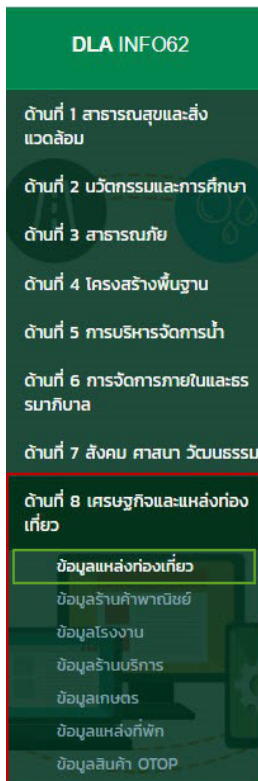 DLA INFO62
ด้านที่ 1 สาธารณสุขและสิ่ง
แวดล้อม
ด้านที่ 2 นวัตกรรมและการศึกษา
ด้านที่ 3 สาธารณภัย
ด้านที่ 4 โครงสร้างพื้นฐาน
ด้านที่ 5 การบริหารจัดการน้ำ
ด้านที่ 6 การจัดการภายในและธร
รมาภิบาล
ด้านที่ 7 สังคม ศาสนา วัฒนธรรม
ด้านที่ 8 เศรษฐกิจและแหล่งท่อง
เที่ยว
ข้อมูลแหล่งท่องเที่ยว
ข้อมูลร้านค้าพาณิชย์
ข้อมูลโรงงาน
ข้อมูลร้านบริการ
ข้อมูลเกษตร
ข้อมูลแหล่งที่พัก
ข้อมูลสินค้า OTOP